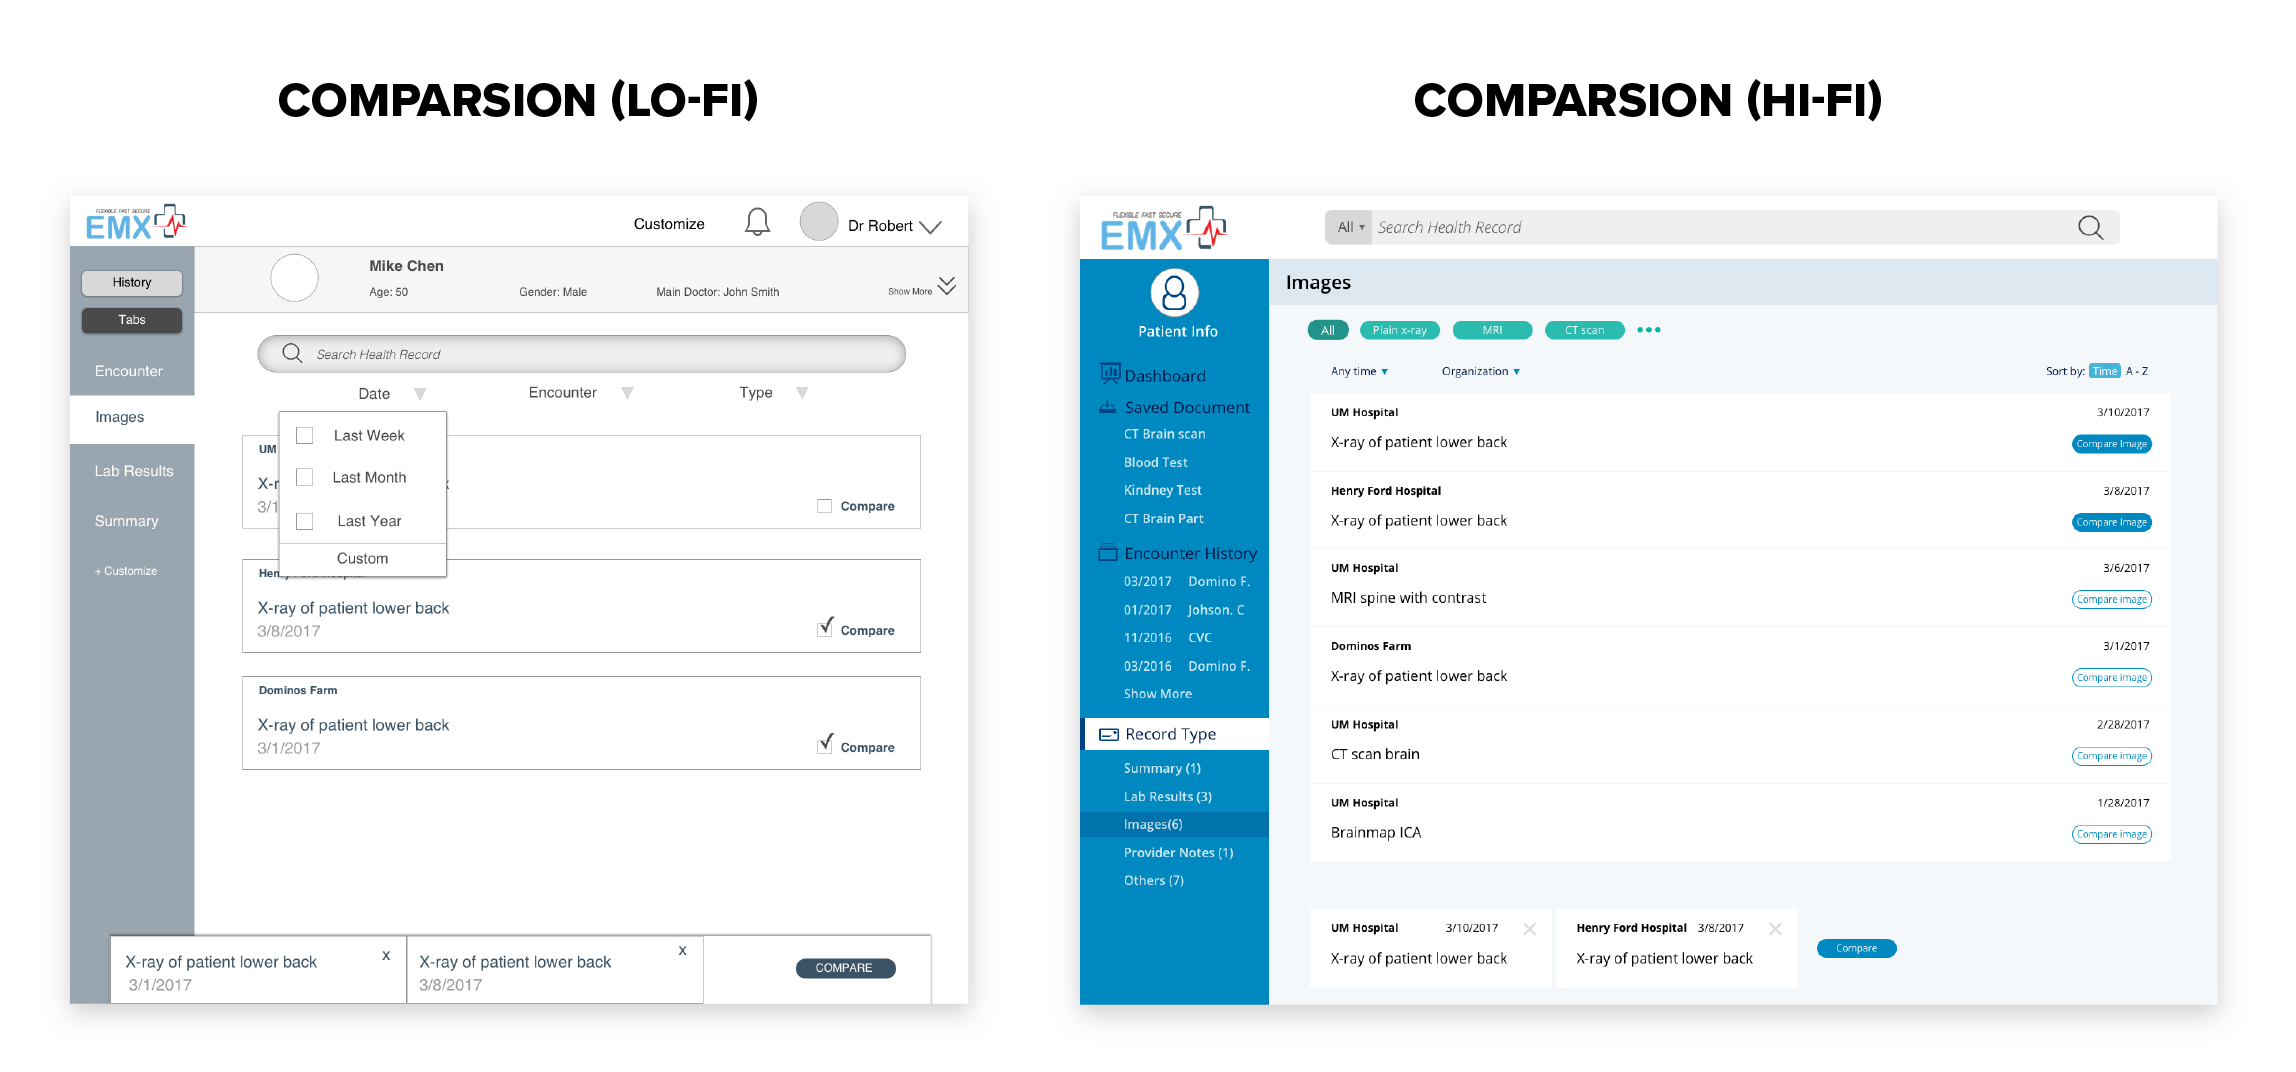 COMPARSION (LO-FI)
FLEXIBLE FAST SECURE
EMX
Customize
Dr Robert
History
Tabs
Encounter
Images
Lab Results
Summary
+ Customize
Mike Chen
Age: 50
Gender: Male
Main Doctor: John Smith
Show More
Search Health Record
Date
Encounter
Type
Last Week
Last Month
Last Year
Custom
UM
X-r
3/1
Compare
X-ray of patient lower back
3/8/2017
Compare
Dominos Farm
X-ray of patient lower back
3/1/2017
Compare
X-ray of patient lower back
3/1/2017
x
X-ray of patient lower back
3/8/2017
x
COMPARE
COMPARSION (HI-FI)
FLEXIBLE FAST SECURE
EMX
All
Search Health Record
Patient Info
Dashboard
Saved Document
CT Brain scan
Blood Test
Kindney Test
CT Brain Part
Encounter History
03/2017 Domino F.
01/2017 Johson. C
11/2016 CVC
03/2016 Domino F.
Show More
Record Type
Summary (1)
Lab Results (3)
Images(6)
Provider Notes (1)
Others (7)
Images
All
Plain x-ray
MRI
CT scan
Any time
Organization
Sort by: Time A - Z
UM Hospital 3/10/2017
X-ray of patient lower back Compare Image
Henry Ford Hospital 3/8/2017
X-ray of patient lower back Compare Image
UM Hospital 3/6/2017
MRI spine with contrast Compare image
Dominos Farm 3/1/2017
X-ray of patient lower back Compare image
UM Hospital 2/28/2017
CT scan brain Compare image
UM Hospital 1/28/2017
Brainmap ICA Compare image
UM Hospital 3/10/2017
X-ray of patient lower back
Henry Ford Hospital 3/8/2017
X-ray of patient lower back
Compare